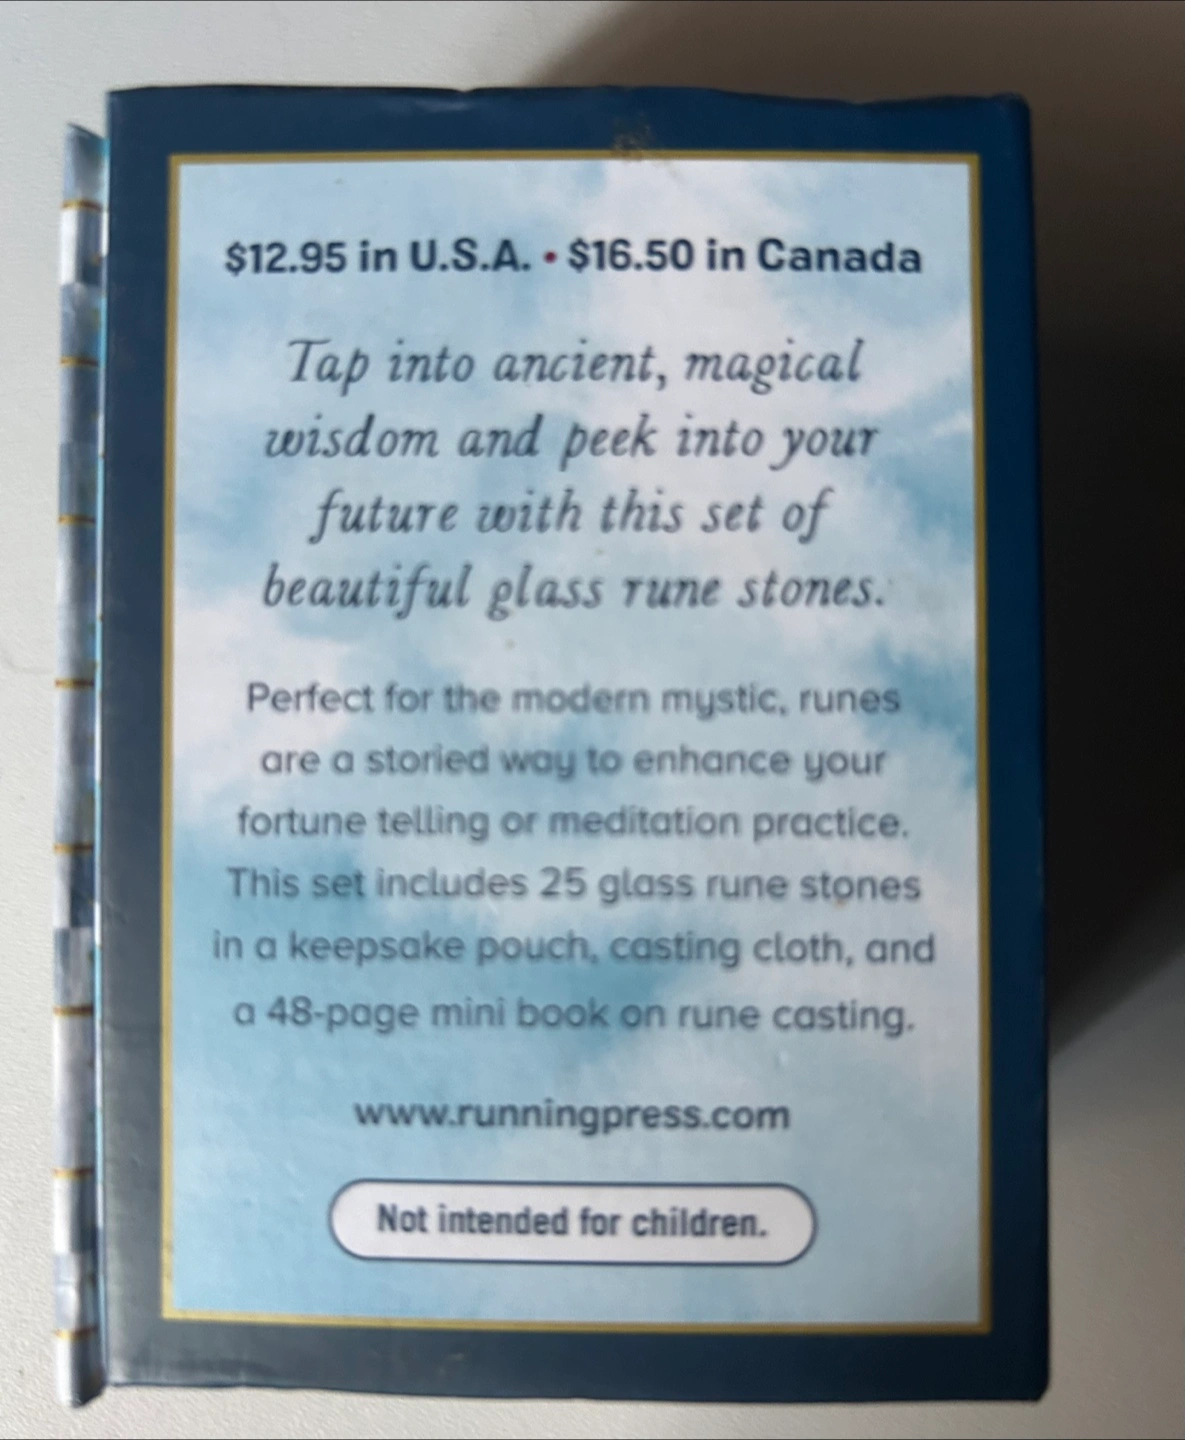 $12.95 in U.S.A. • $16.50 in Canada
Tap into ancient, magical
wisdom and peek into your
future with this set of
beautiful glass rune stones.
Perfect for the modern mystic, runes
are a storied way to enhance your
fortune telling or meditation practice.
This set includes 25 glass rune stones
in a keepsake pouch, casting cloth, and
a 48-page mini book on rune casting.
www.runningpress.com
Not intended for children.